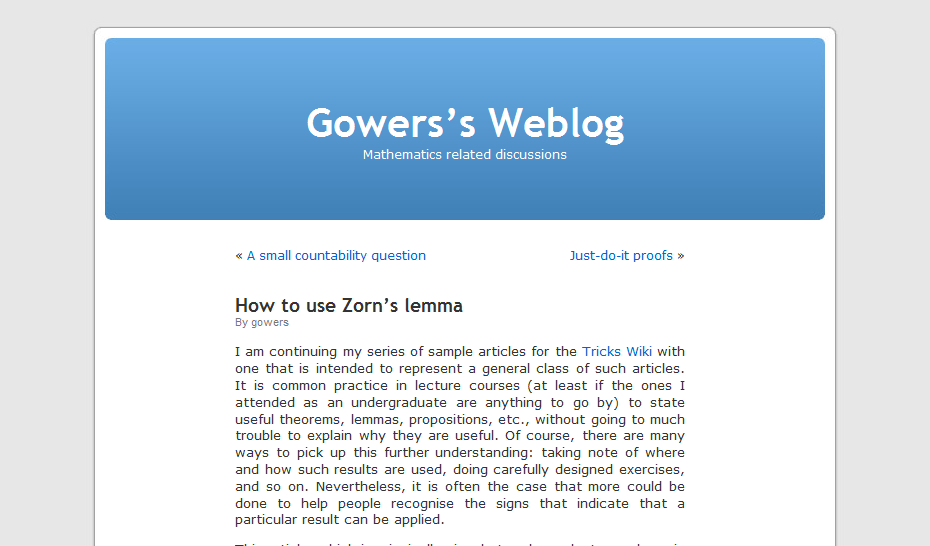 Gowers’s Weblog
Mathematics related discussions
« A small countability question
Just-do-it proofs »
How to use Zorn’s lemma
By gowers
I am continuing my series of sample articles for the Tricks Wiki with
one that is intended to represent a general class of such articles.
It is common practice in lecture courses (at least if the ones I
attended as an undergraduate are anything to go by) to state
useful theorems, lemmas, propositions, etc., without going to much
trouble to explain why they are useful. Of course, there are many
ways to pick up this further understanding: taking note of where
and how such results are used, doing carefully designed exercises,
and so on. Nevertheless, it is often the case that more could be
done to help people recognise the signs that indicate that a
particular result can be applied.